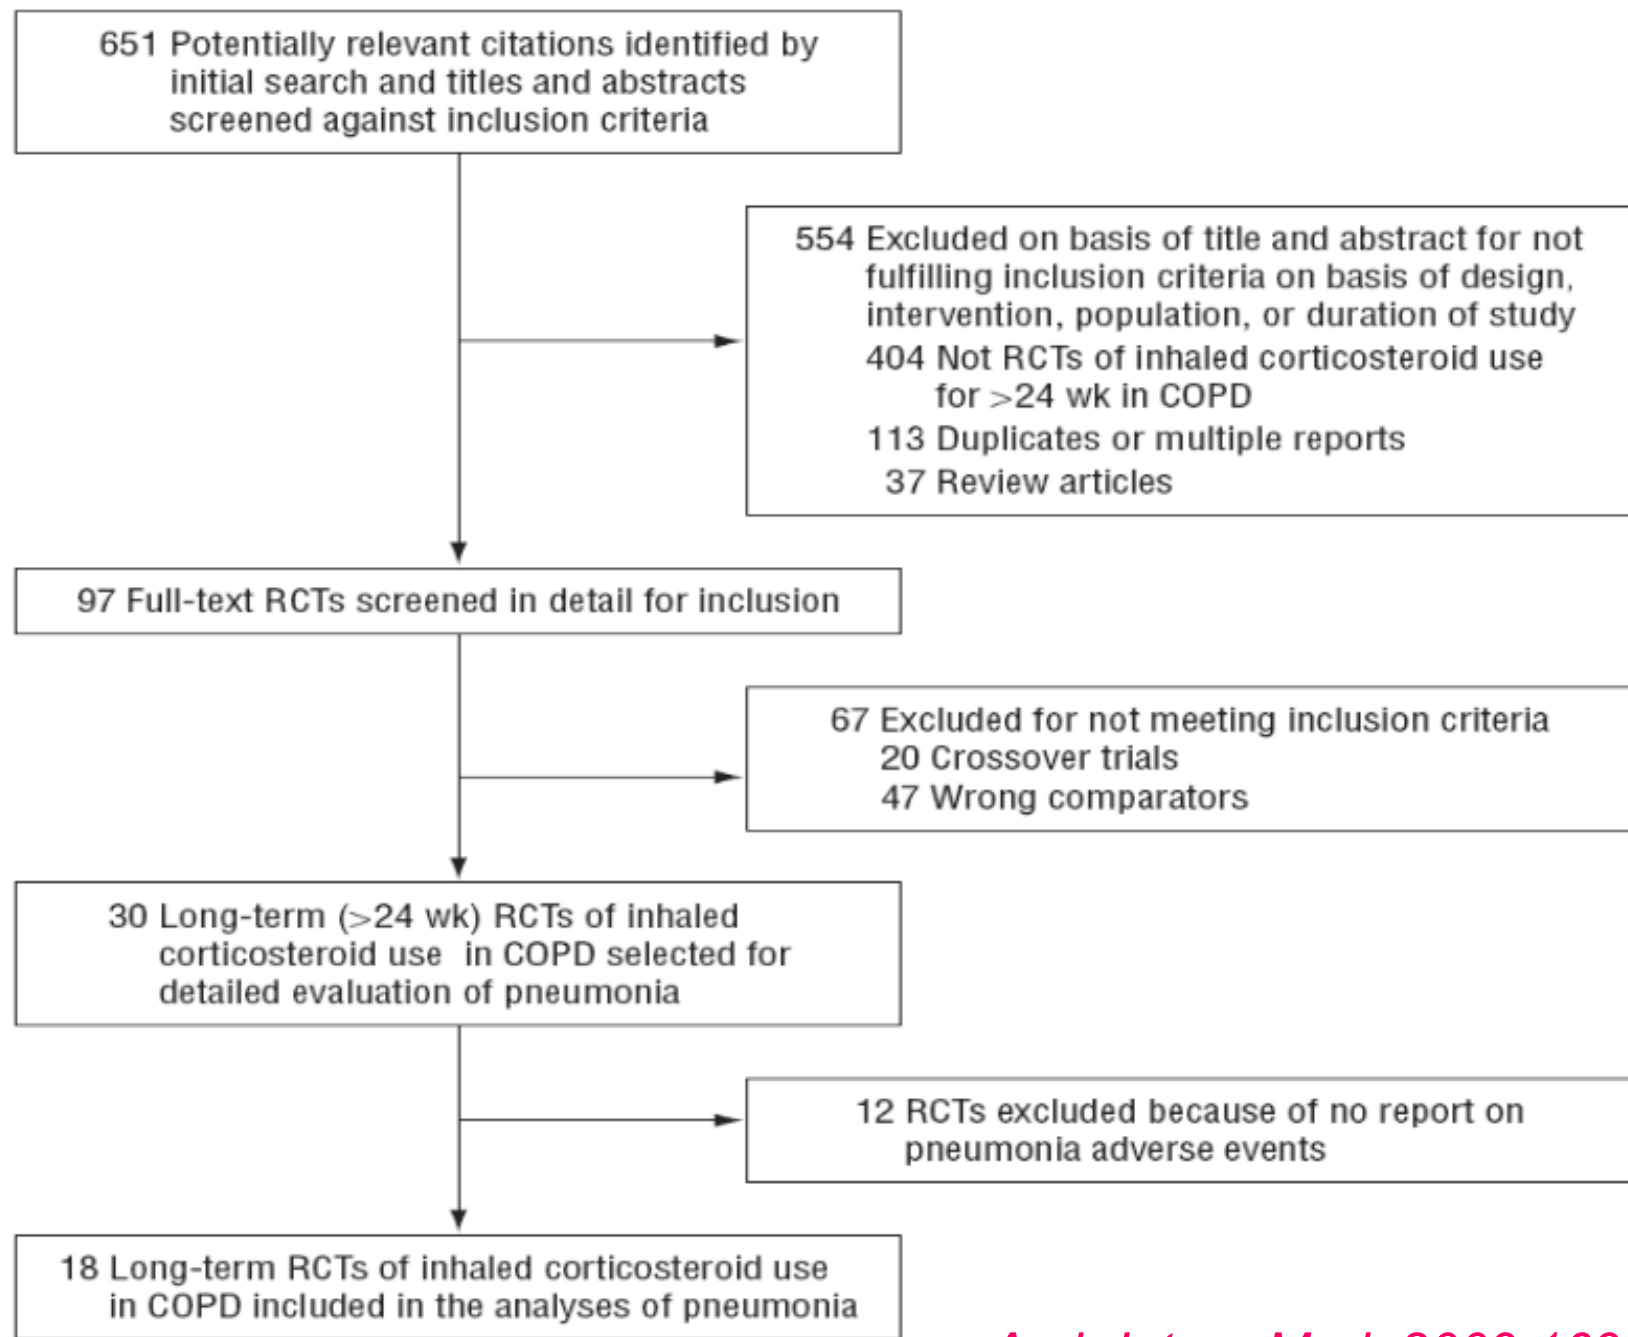 651 Potentially relevant citations identified by
initial search and titles and abstracts
screened against inclusion criteria
554 Excluded on basis of title and abstract for not
fulfilling inclusion criteria on basis of design,
intervention, population, or duration of study
404 Not RCTs of inhaled corticosteroid use
for >24 wk in COPD
113 Duplicates or multiple reports
37 Review articles
97 Full-text RCTs screened in detail for inclusion
67 Excluded for not meeting inclusion criteria
20 Crossover trials
47 Wrong comparators
30 Long-term (>24 wk) RCTs of inhaled
corticosteroid use in COPD selected for
detailed evaluation of pneumonia
12 RCTs excluded because of no report on
pneumonia adverse events
18 Long-term RCTs of inhaled corticosteroid use
in COPD included in the analyses of pneumonia